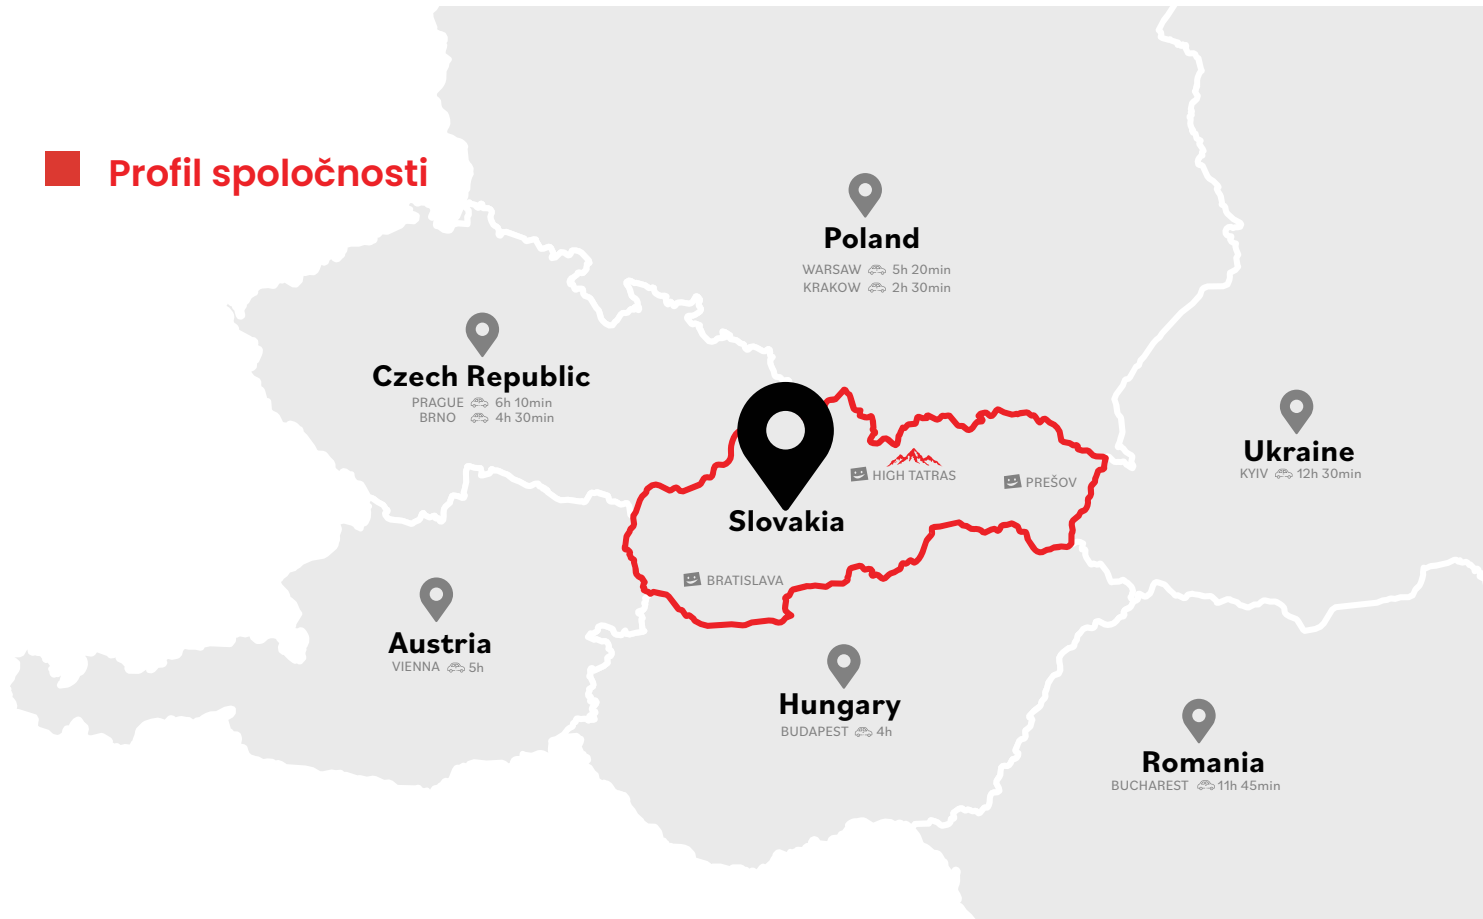 Profil spoločnosti
Poland
WARSAW 5h 20min
KRAKOW 2h 30min
Czech Republic
PRAGUE 6h 10min
BRNO 4h 30min
Ukraine
KYIV 12h 30min
HIGH TATRAS
PREŠOV
Slovakia
BRATISLAVA
Austria
VIENNA 5h
Hungary
BUDAPEST 4h
Romania
BUCHAREST 11h 45min